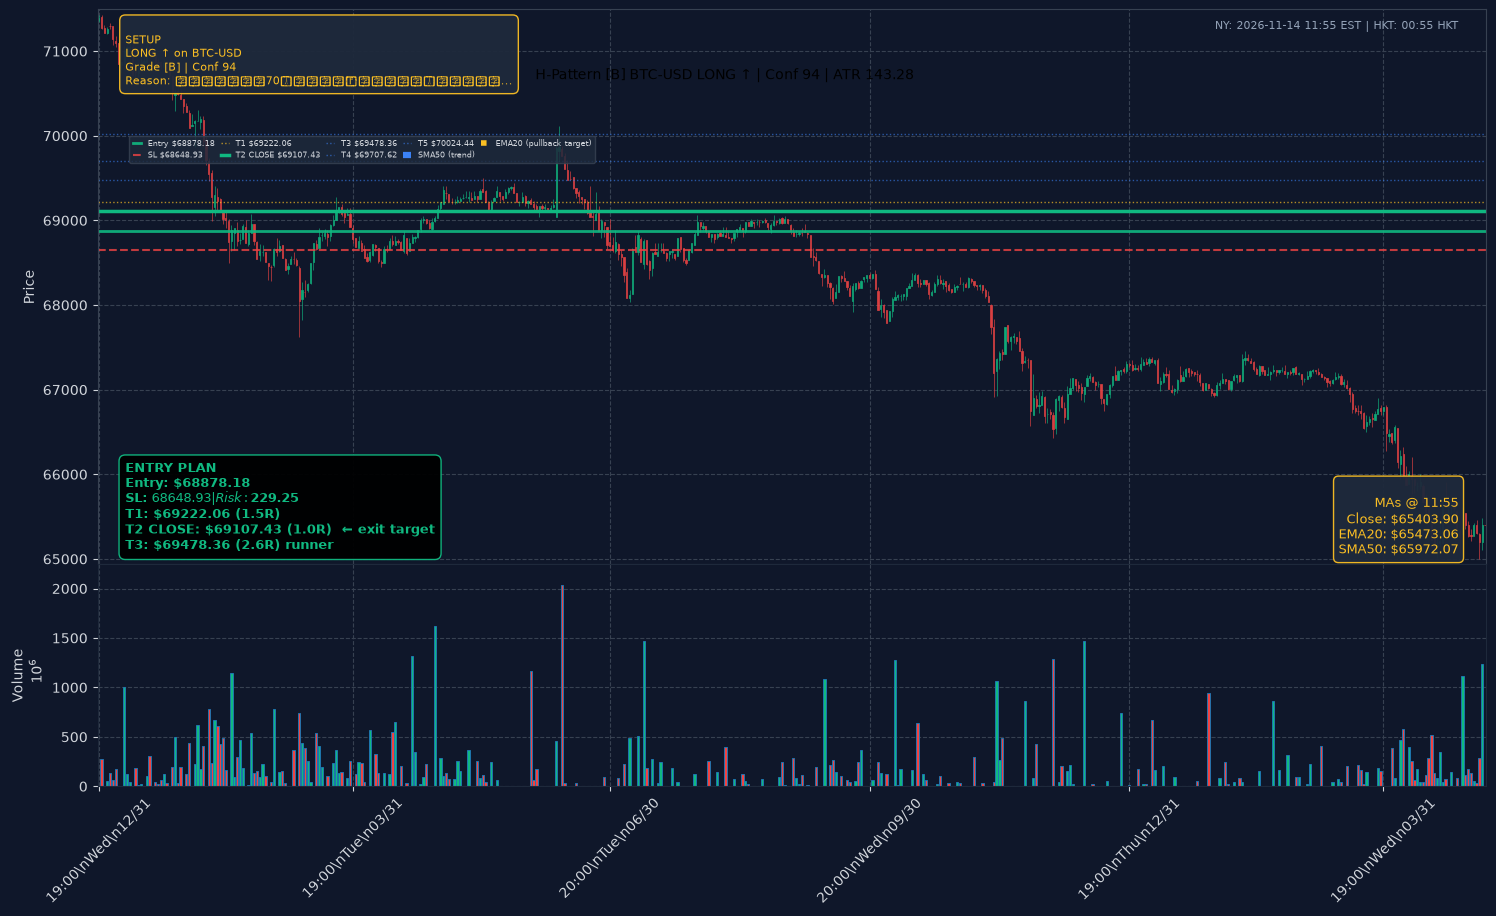 NY: 2026-11-14 11:55 EST | HKT: 00:55 HKT
SETUP
LONG ↑ on BTC-USD
Grade [B] | Conf 94
Reason: 70
H-Pattern [B] BTC-USD LONG ↑ | Conf 94 | ATR 143.28
Entry $68878.18
T1 $69222.06
T3 $69478.36
T5 $70024.44
EMA20 (pullback target)
SL $68648.93
T2 CLOSE $69107.43
T4 $69707.62
SMA50 (trend)
Price
71000
70000
69000
68000
67000
66000
65000
ENTRY PLAN
Entry: $68878.18
SL: 68648.93|Risk:229.25
T1: $69222.06 (1.5R)
T2 CLOSE: $69107.43 (1.0R) ← exit target
T3: $69478.36 (2.6R) runner
MAs @ 11:55
Close: $65403.90
EMA20: $65473.06
SMA50: $65972.07
Volume
10⁶
2000
1500
1000
500
0
19:00\nWed\n12/31
19:00\nTue\n03/31
20:00\nTue\n06/30
20:00\nWed\n09/30
19:00\nThu\n12/31
19:00\nWed\n03/31